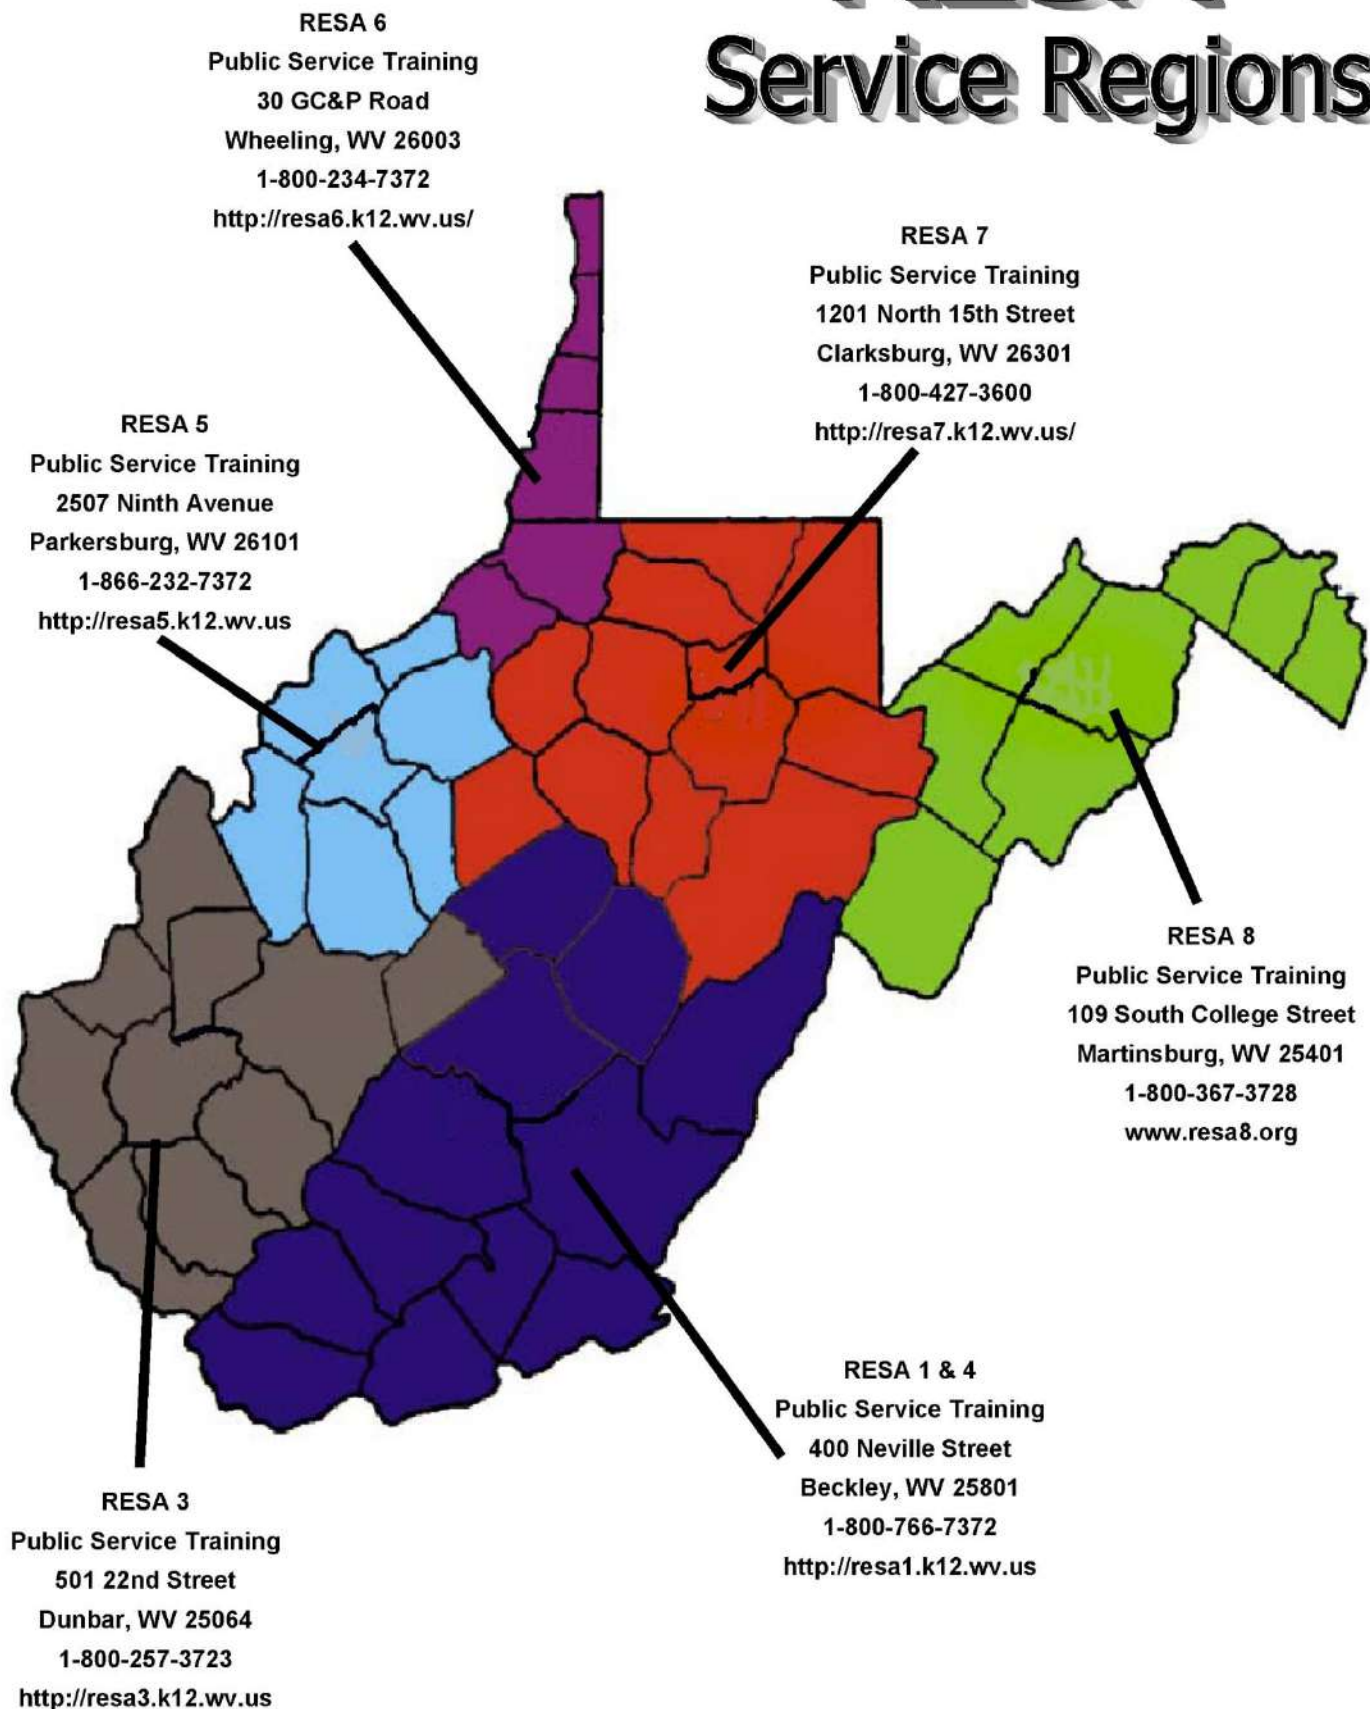 Service Regions
RESA 6
Public Service Training
30 GC&P Road
Wheeling, WV 26003
1-800-234-7372
http://resa6.k12.wv.us/
RESA 7
Public Service Training
1201 North 15th Street
Clarksburg, WV 26301
1-800-427-3600
http://resa7.k12.wv.us/
RESA 5
Public Service Training
2507 Ninth Avenue
Parkersburg, WV 26101
1-866-232-7372
http://resa5.k12.wv.us
RESA 8
Public Service Training
109 South College Street
Martinsburg, WV 25401
1-800-367-3728
www.resa8.org
RESA 1 & 4
Public Service Training
400 Neville Street
Beckley, WV 25801
1-800-766-7372
http://resa1.k12.wv.us
RESA 3
Public Service Training
501 22nd Street
Dunbar, WV 25064
1-800-257-3723
http://resa3.k12.wv.us